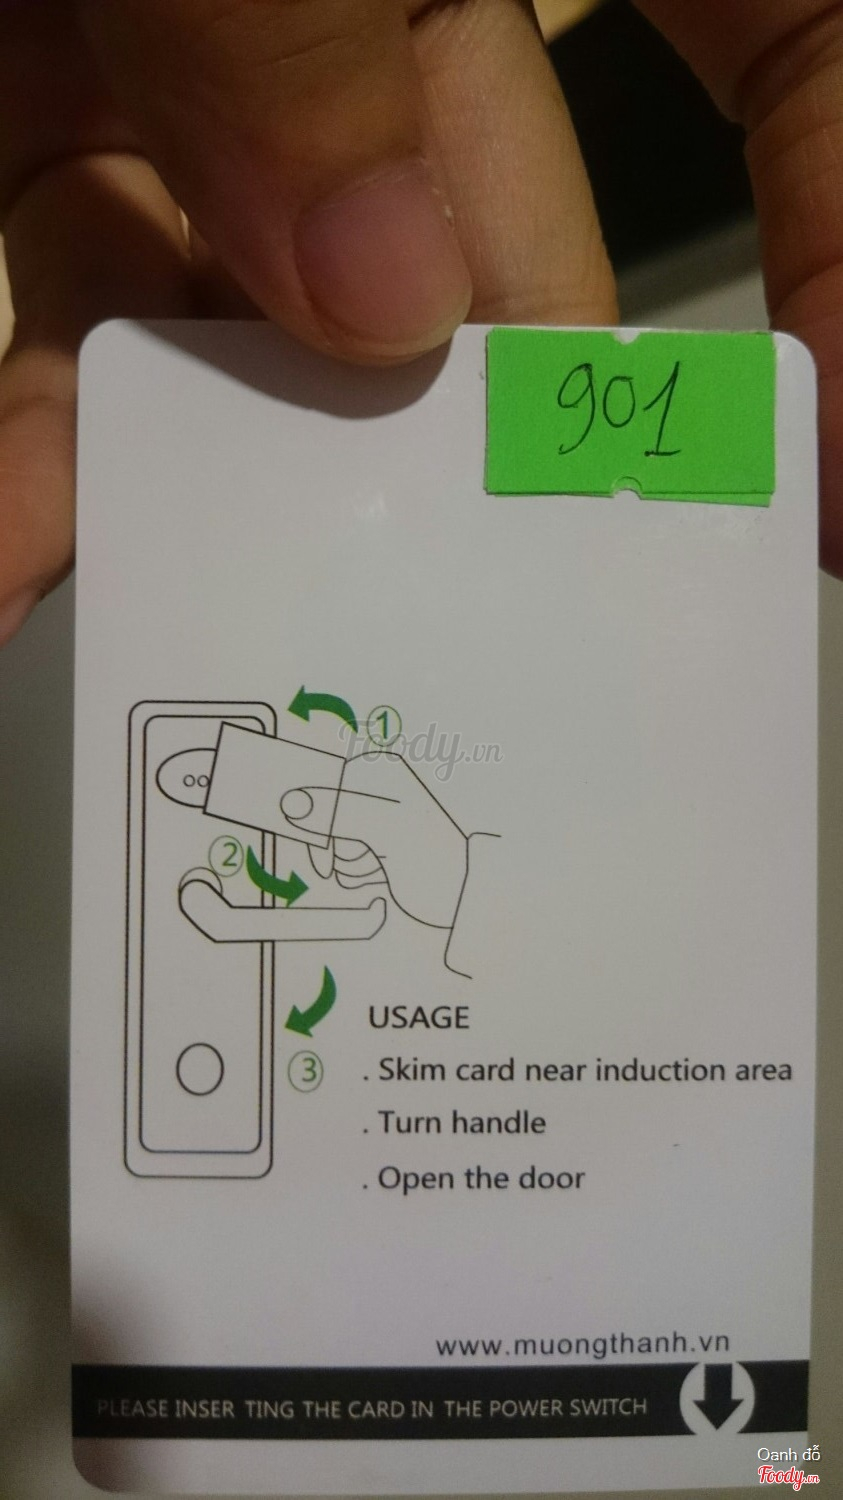 901
1
Foody.vn
2
USAGE
3
. Skim card near induction area
. Turn handle
. Open the door
www.muongthanh.vn
PLEASE INSER TING THE CARD IN THE POWER SWITCH
Oanh đỗ
Foody.vn